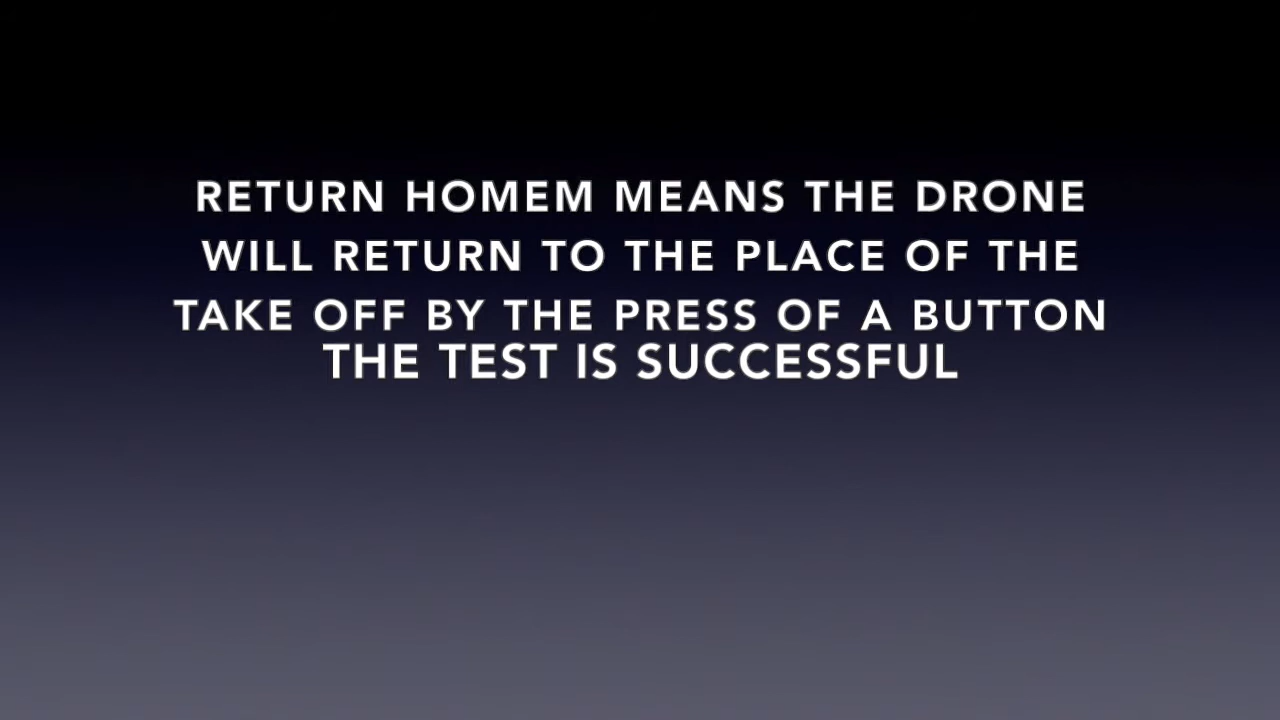 RETURN HOMEM MEANS THE DRONE
WILL RETURN TO THE PLACE OF THE
TAKE OFF BY THE PRESS OF A BUTTON
THE TEST IS SUCCESSFUL